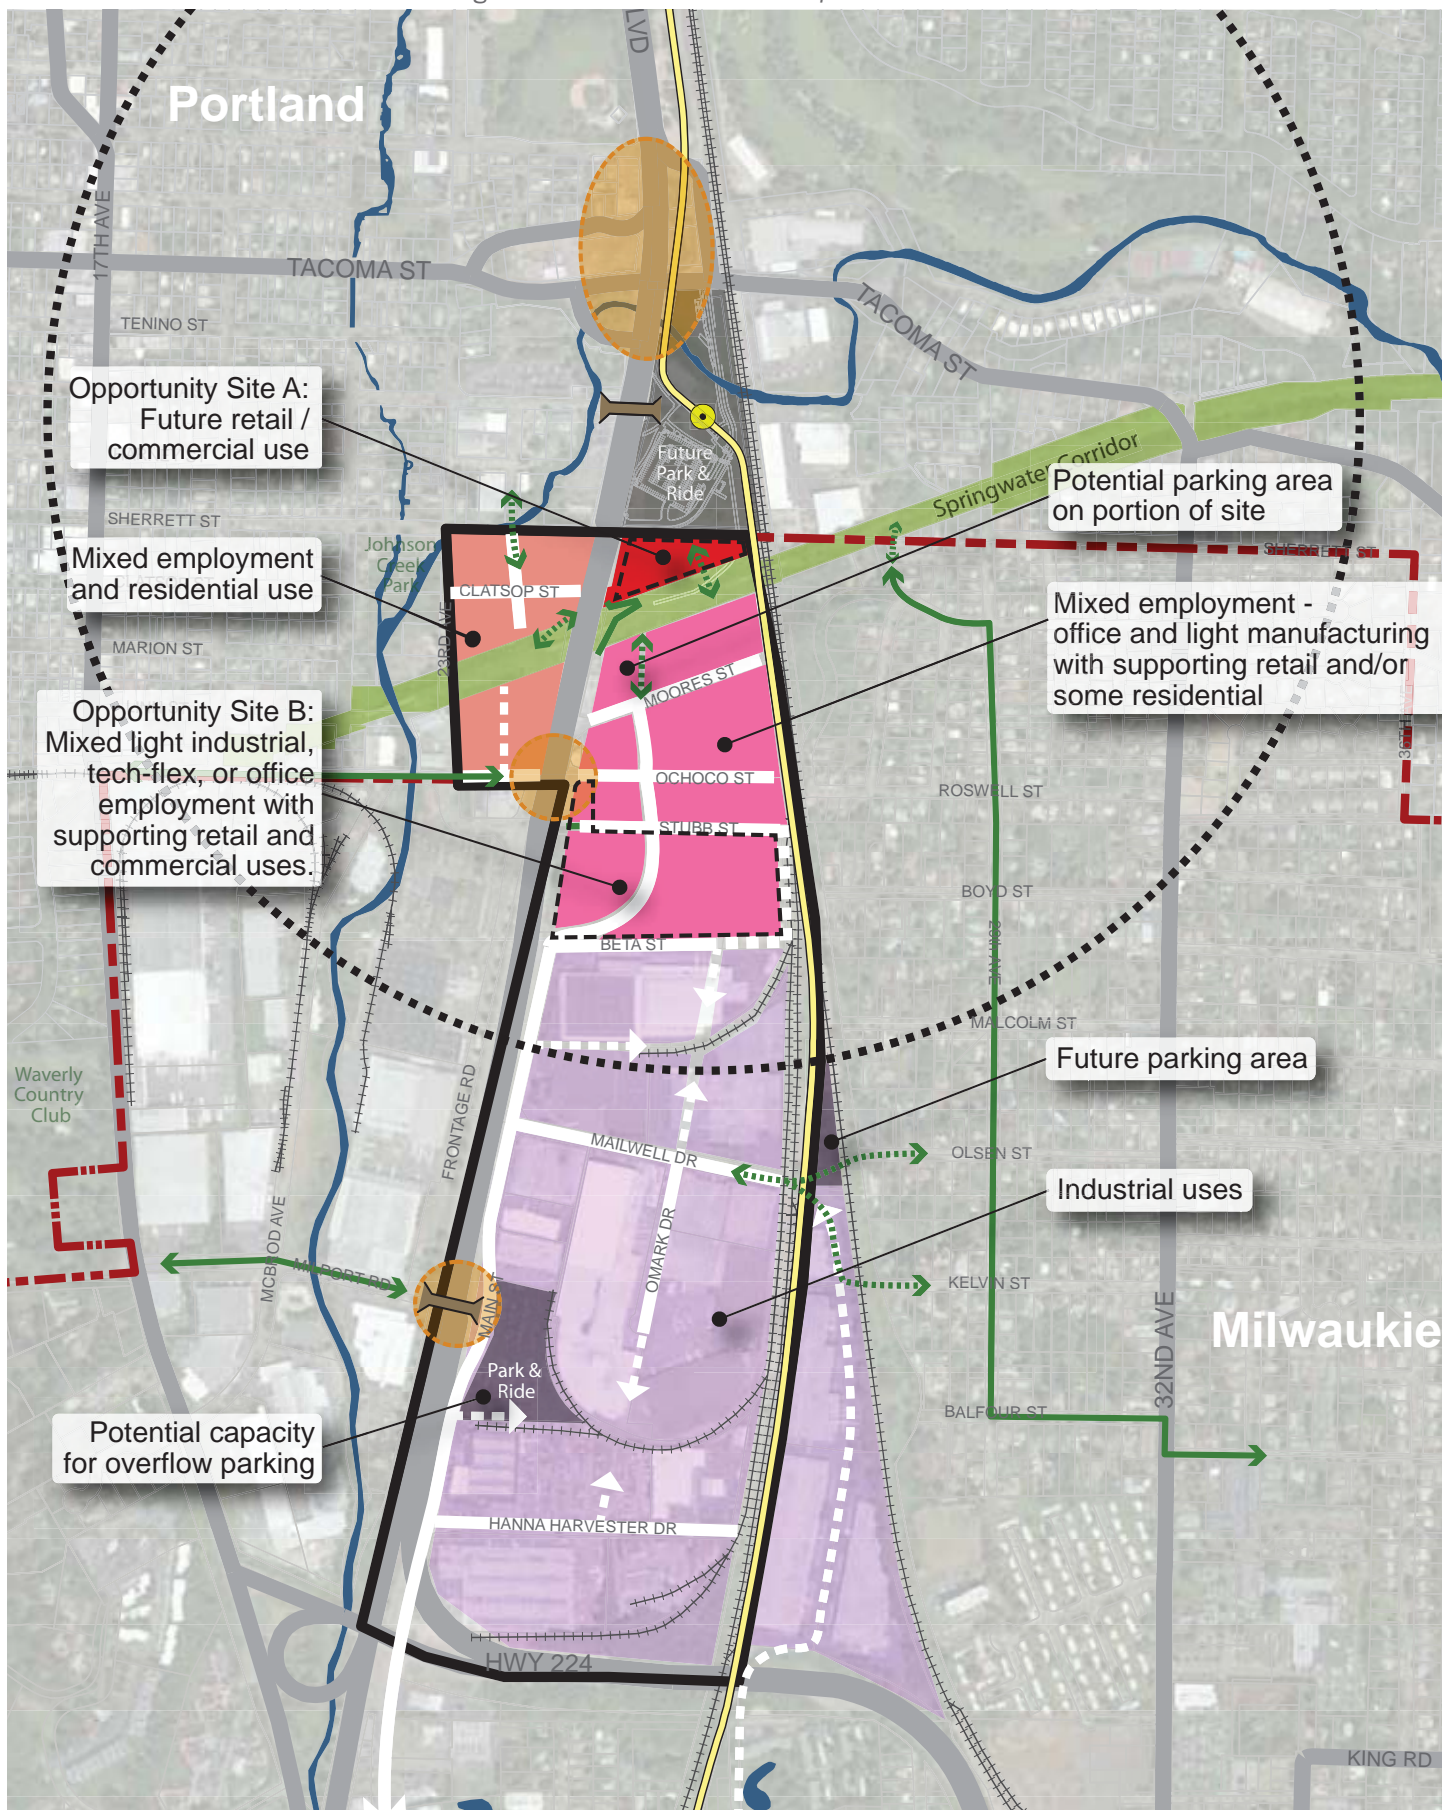 LVD
Portland
17TH AVE
TACOMA ST
TENINO ST
TACOMA ST
Opportunity Site A:
Future retail /
commercial use
Future
Park &
Ride
Springwater Corridor
Potential parking area
on portion of site
SHERRETT ST
SHERRETT ST
Johnson
Creek
Park
Mixed employment
and residential use
CLATSOP ST
23RD AVE
MARION ST
Mixed employment -
office and light manufacturing
with supporting retail and/or
some residential
MOORES ST
36TH
Opportunity Site B:
Mixed light industrial,
tech-flex, or office
employment with
supporting retail and
commercial uses.
OCHOCO ST
ROSWELL ST
STUBB ST
BOYD ST
BETA ST
MALCOLM ST
Waverly
Country
Club
FRONTAGE RD
Future parking area
MAILWELL DR
OLSEN ST
Industrial uses
OMARK DR
MCBROD AVE
MILPORT RD
MAIN ST
KELVIN ST
Milwaukie
32ND AVE
Park &
Ride
BALFOUR ST
Potential capacity
for overflow parking
HANNA HARVESTER DR
HWY 224
KING RD